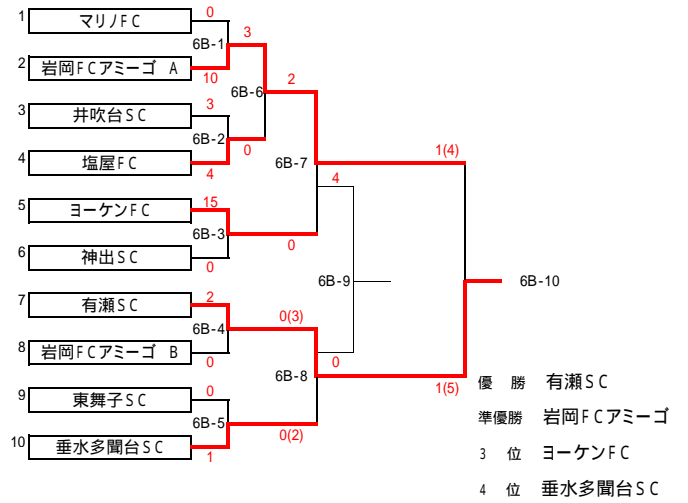 1 マリノFC 0
6B-1 3
2 岩岡FCアミーゴ A 10
6B-6 2
3 井吹台SC 3
6B-2 0
4 塩屋FC 4
6B-7 4 1(4)
5 ヨーケンFC 15
6B-3 0
6 神出SC 0
6B-9 6B-10
7 有瀬SC 2
6B-4 0(3)
8 岩岡FCアミーゴ B 0
6B-8 0 1(5)
9 東舞子SC 0
6B-5 0(2)
10 垂水多聞台SC 1
優 勝 有瀬SC
準優勝 岩岡FCアミーゴ
3 位 ヨーケンFC
4 位 垂水多聞台SC